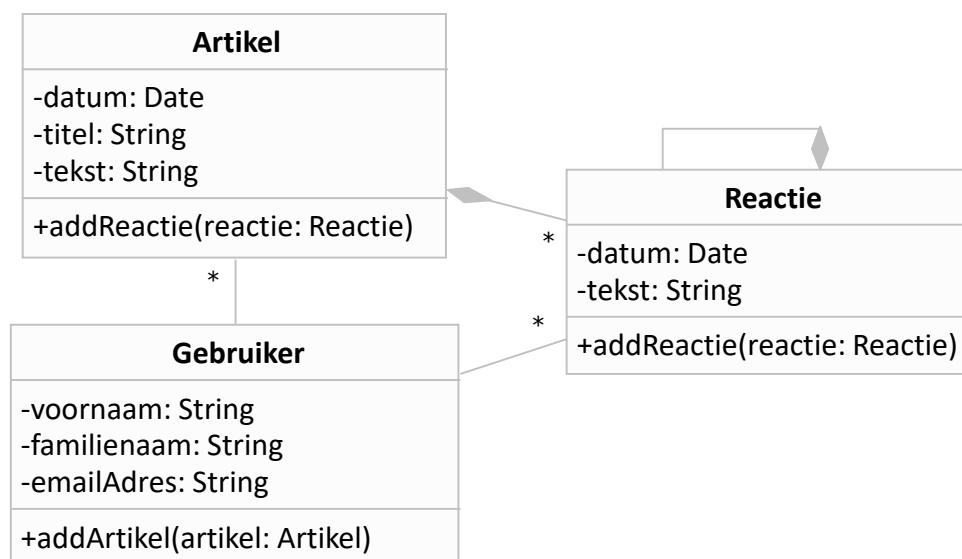 Artikel
-datum: Date
-titel: String
-tekst: String
+addReactie(reactie: Reactie)
*
Reactie
-datum: Date
-tekst: String
+addReactie(reactie: Reactie)
*
*
Gebruiker
-voornaam: String
-familienaam: String
-emailAdres: String
+addArtikel(artikel: Artikel)